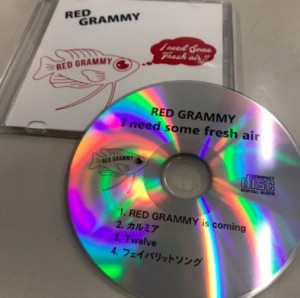 RED
GRAMMY
I need Some
Fresh air!!
RED GRAMMY
RED GRAMMY
I need some fresh air
COMPACT
disc
DIGITAL AUDIO
1. RED GRAMMY is coming
2. カルミア
3. Twelve
4. フェイバリットソング